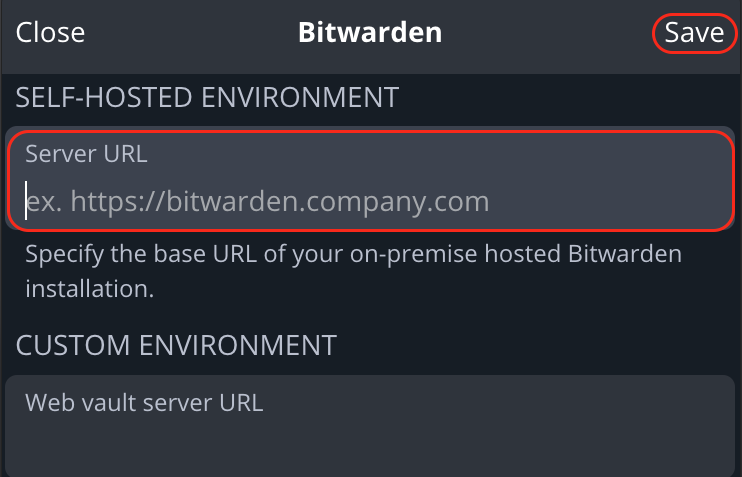 Close Bitwarden Save
SELF-HOSTED ENVIRONMENT
Server URL
ex. https://bitwarden.company.com
Specify the base URL of your on-premise hosted Bitwarden
installation.
CUSTOM ENVIRONMENT
Web vault server URL